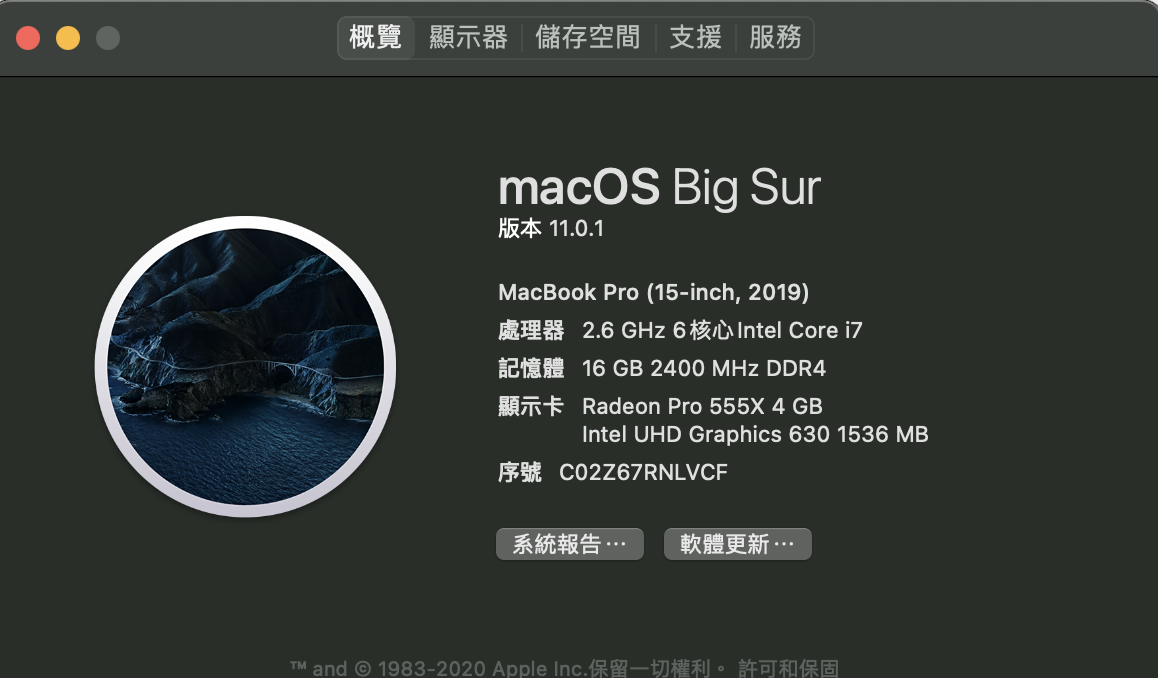 概覽 顯示器 儲存空間 支援 服務
macOS Big Sur
版本 11.0.1
MacBook Pro (15-inch, 2019)
處理器 2.6 GHz 6核心Intel Core i7
記憶體 16 GB 2400 MHz DDR4
顯示卡 Radeon Pro 555X 4 GB
Intel UHD Graphics 630 1536 MB
序號 C02Z67RNLVCF
系統報告⋯ 軟體更新⋯
™ and © 1983-2020 Apple Inc.保留一切權利。 許可和保固